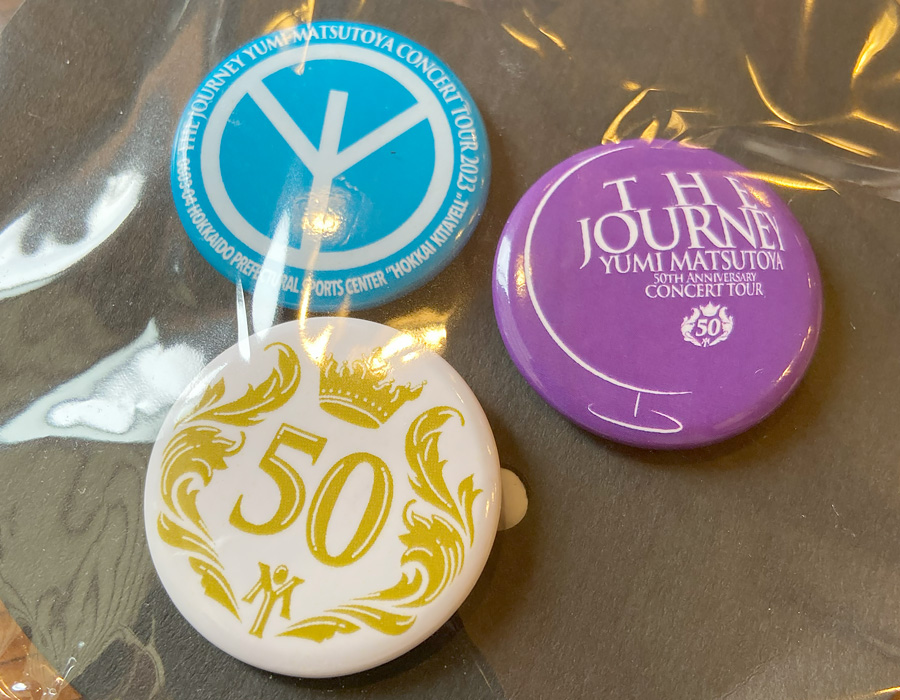 THE JOURNEY YUMI MATSUTOYA CONCERT TOUR 2023
HOKKAIDO PREFECTURAL SPORTS CENTER "HOKKAI KITAYELL"
THE
JOURNEY
YUMI MATSUTOYA
50TH ANNIVERSARY
CONCERT TOUR
50
50